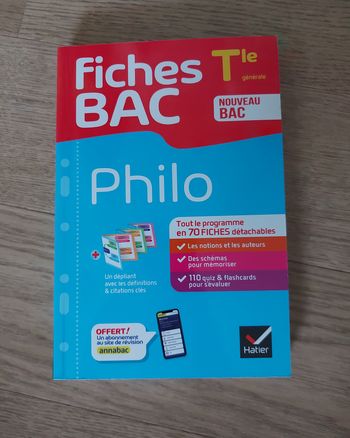 fiches Tle
générale
BAC
NOUVEAU
BAC
Philo
Tout le programme
en 70 FICHES détachables
✓ Les notions et les auteurs
✓ Des schémas
pour mémoriser
✓ 110 quiz & flashcards
pour s'évaluer
+
Un dépliant
avec les définitions
& citations clés
OFFERT!
Un abonnement
au site de révision
annabac
Hatier